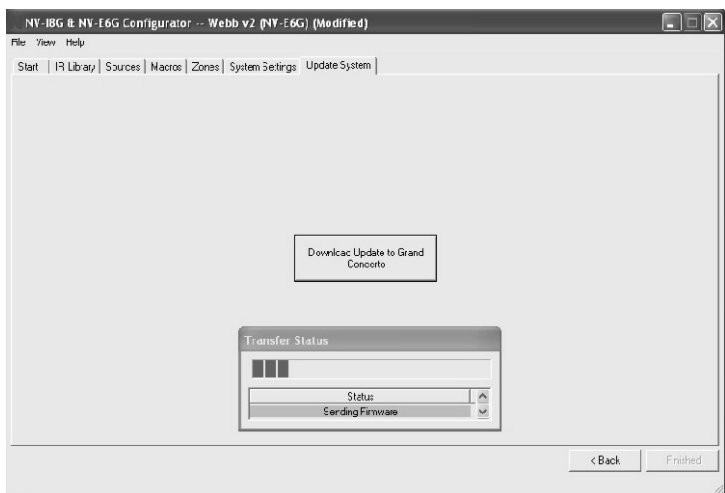 NV-I8G & NV-E6G Configurator -- Webb v2 (NV-E6G) (Modified)
File View Help
Start IR Library Sources Macros Zones System Settings Update System
Download Update to Grand
Concerto
Transfer Status
Status
Sending Firmware
< Back Finished